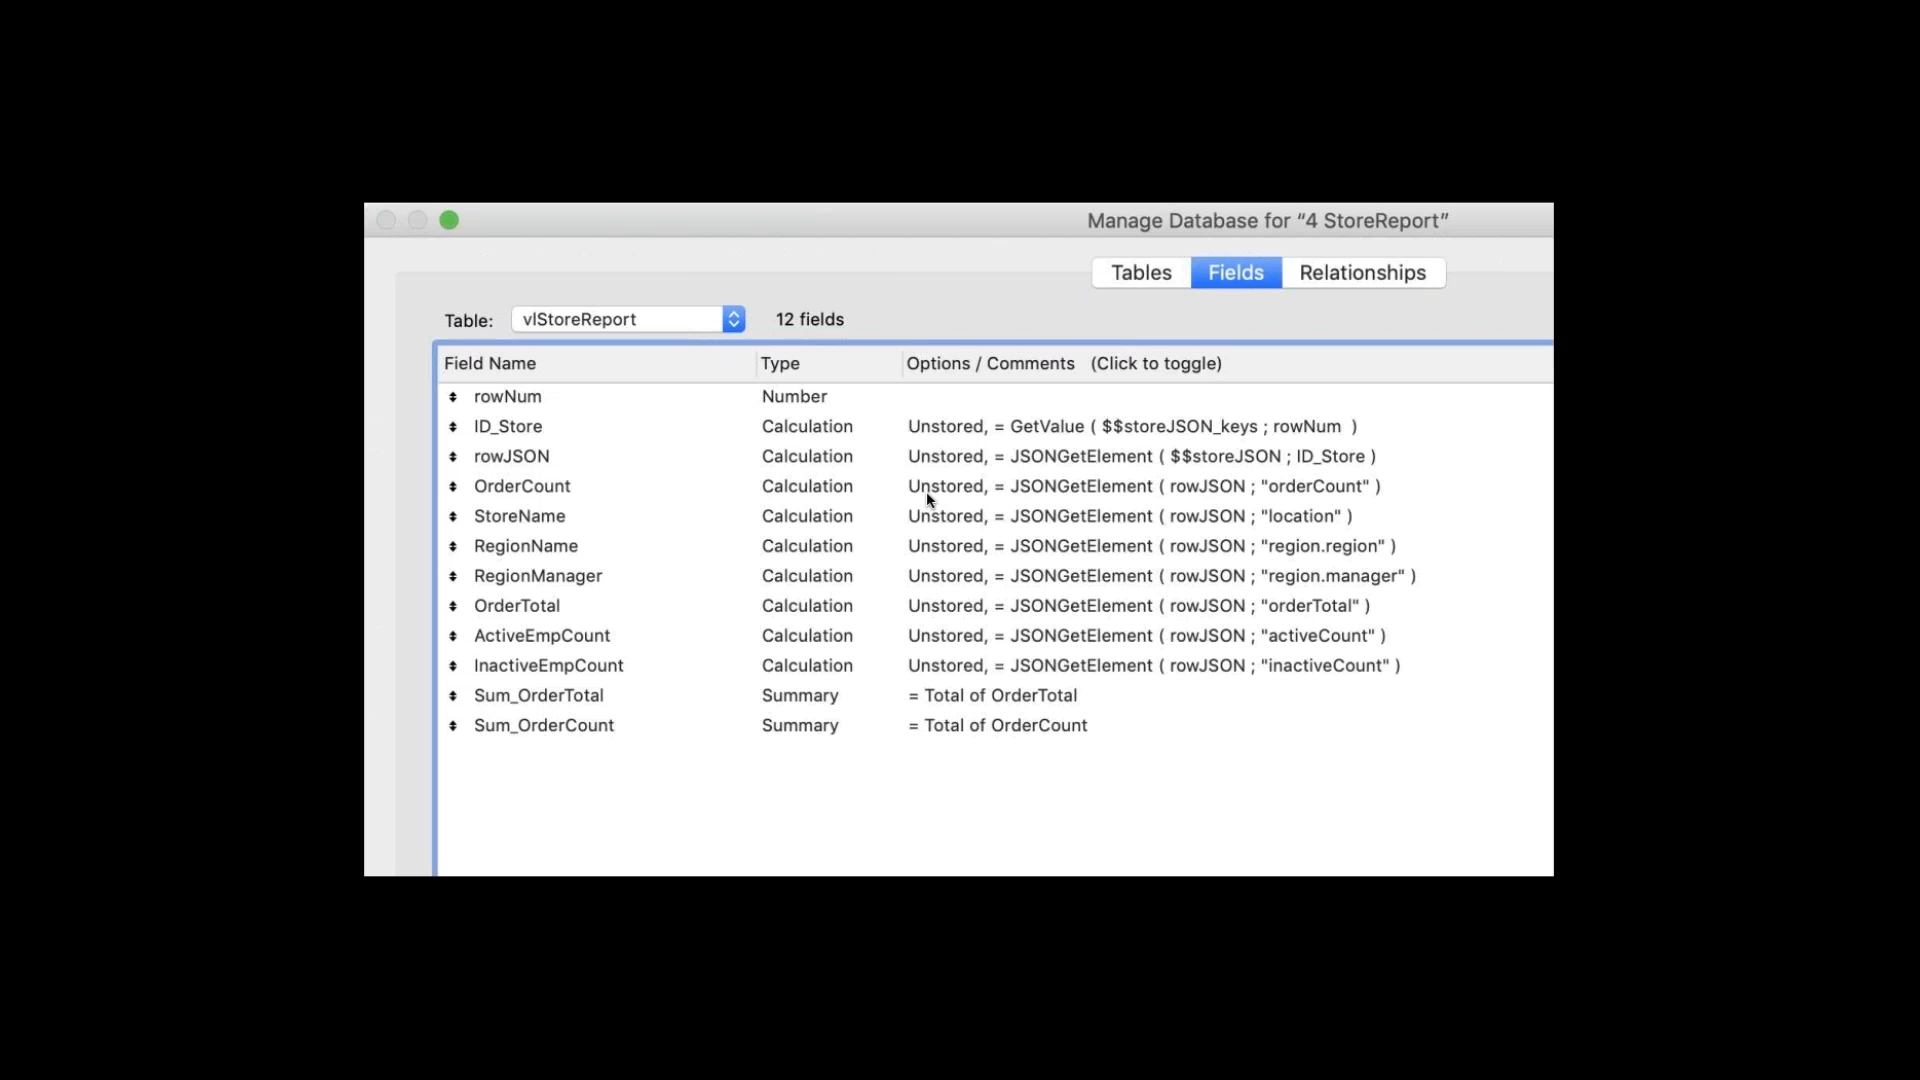 Manage Database for “4 StoreReport”
Tables Fields Relationships
Table: vlStoreReport 12 fields
Field Name Type Options / Comments (Click to toggle)
rowNum Number
ID_Store Calculation Unstored, = GetValue ( $$storeJSON_keys ; rowNum )
rowJSON Calculation Unstored, = JSONGetElement ( $$storeJSON ; ID_Store )
OrderCount Calculation Unstored, = JSONGetElement ( rowJSON ; "orderCount" )
StoreName Calculation Unstored, = JSONGetElement ( rowJSON ; "location" )
RegionName Calculation Unstored, = JSONGetElement ( rowJSON ; "region.region" )
RegionManager Calculation Unstored, = JSONGetElement ( rowJSON ; "region.manager" )
OrderTotal Calculation Unstored, = JSONGetElement ( rowJSON ; "orderTotal" )
ActiveEmpCount Calculation Unstored, = JSONGetElement ( rowJSON ; "activeCount" )
InactiveEmpCount Calculation Unstored, = JSONGetElement ( rowJSON ; "inactiveCount" )
Sum_OrderTotal Summary = Total of OrderTotal
Sum_OrderCount Summary = Total of OrderCount